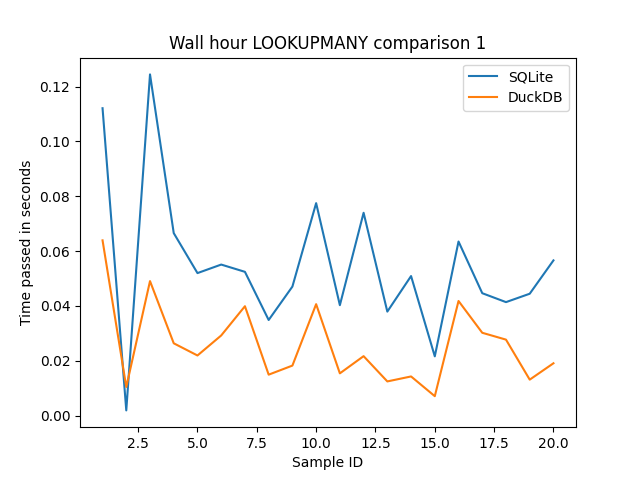 Wall hour LOOKUPMANY comparison 1
SQLite
DuckDB
Time passed in seconds
0.12
0.10
0.08
0.06
0.04
0.02
0.00
2.5 5.0 7.5 10.0 12.5 15.0 17.5 20.0
Sample ID